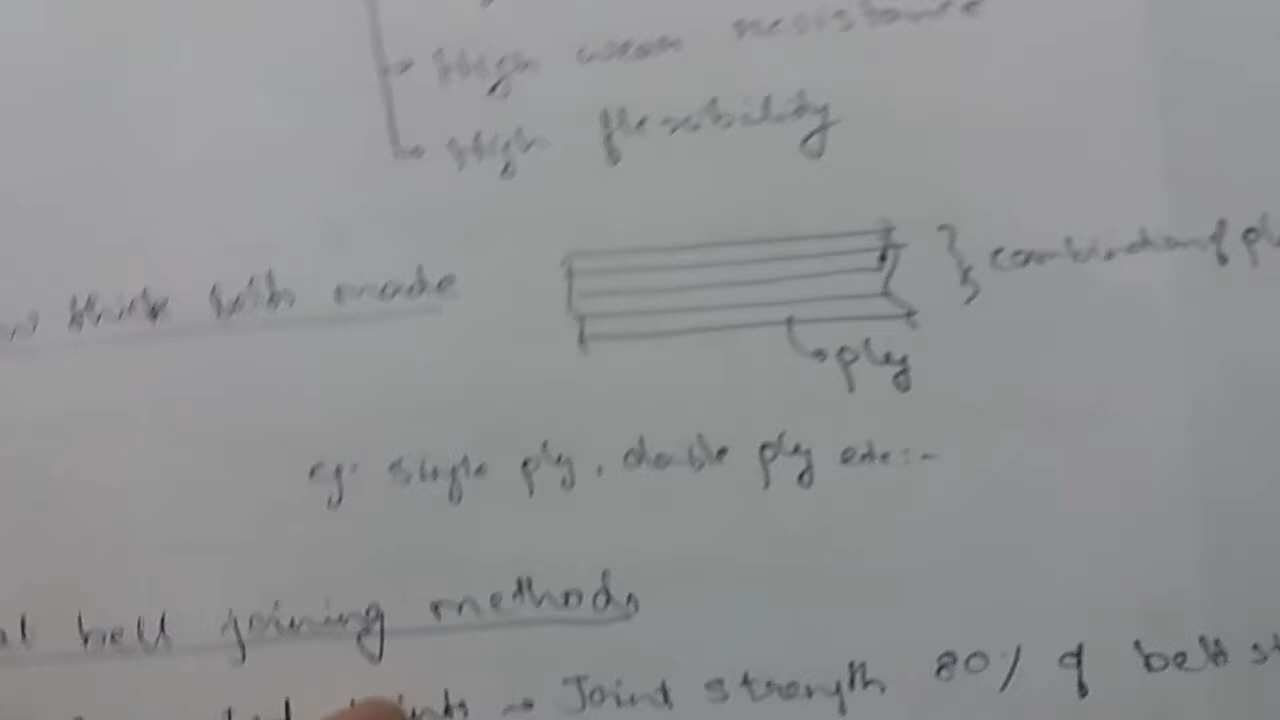 → High wear resistance
→ High flexibility
thick belts made
} combination of
→ ply
eg: single ply, double ply etc:-
belt joining methods
→ Joint strength 80% of belt